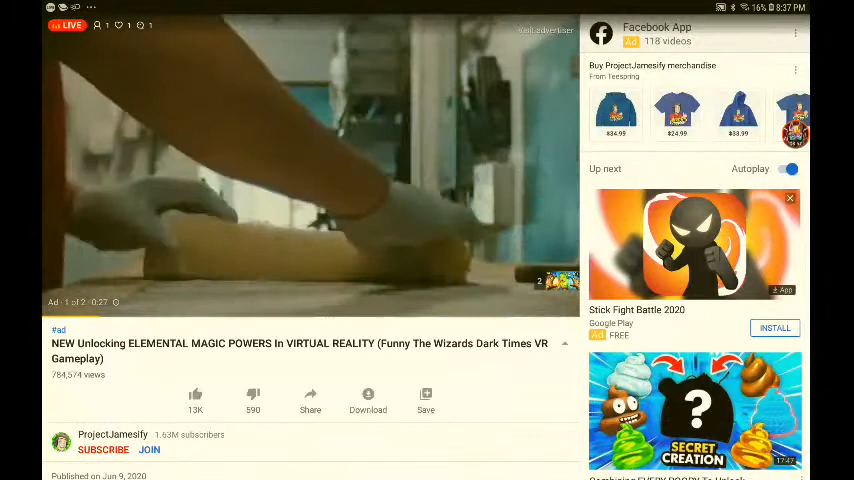 8:37 PM
16%
LIVE
1
1
1
Visit advertiser
Facebook App
Ad 118 videos
Buy ProjectJamesify merchandise
From Teespring
$34.99
$24.99
$33.99
Up next
Autoplay
2
Ad · 1 of 2 · 0:27
App
Stick Fight Battle 2020
Google Play
Ad FREE
INSTALL
#ad
NEW Unlocking ELEMENTAL MAGIC POWERS In VIRTUAL REALITY (Funny The Wizards Dark Times VR
Gameplay)
784,574 views
13K
590
Share
Download
Save
ProjectJamesify 1.63M subscribers
SUBSCRIBE JOIN
Published on Jun 9, 2020
?
SECRET
CREATION
17:47